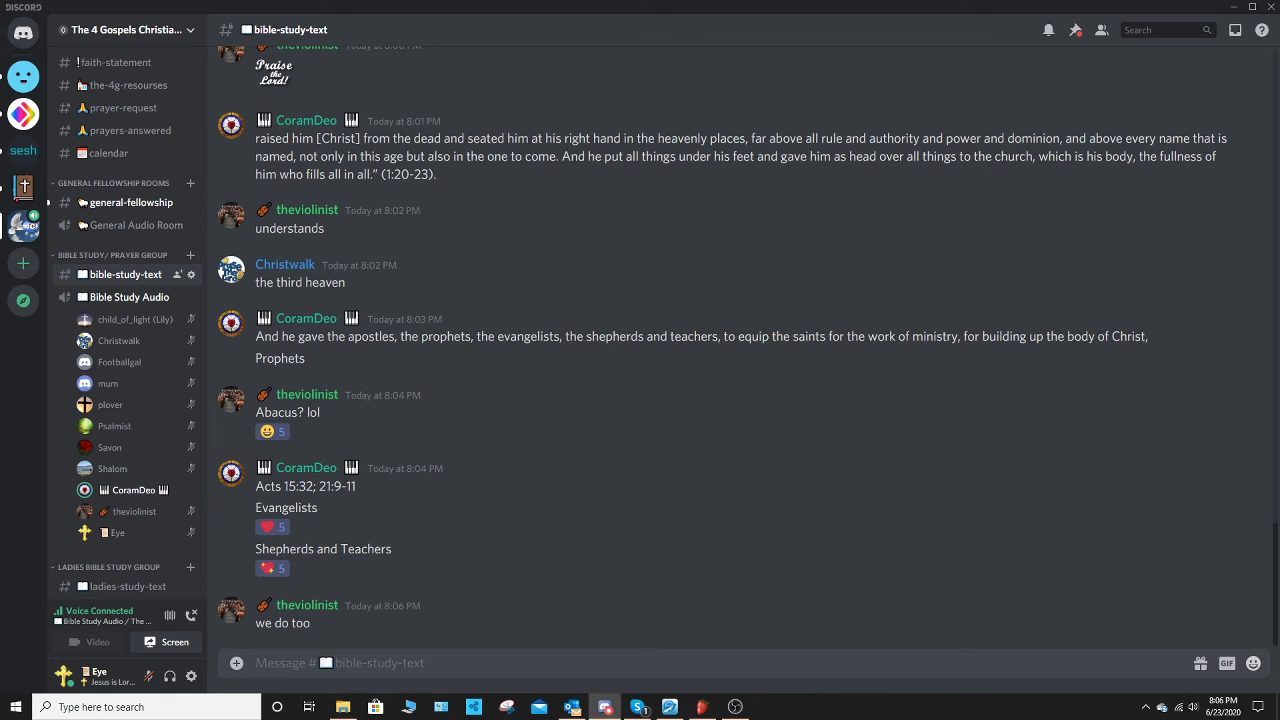 DISCORD
The 4 Gospels Christia...
bible-study-text
Search
!faith-statement
the-4g-resourses
prayer-request
prayers-answered
calendar
GENERAL FELLOWSHIP ROOMS
general-fellowship
General Audio Room
BIBLE STUDY/ PRAYER GROUP
bible-study-text
Bible Study Audio
child_of_light (Lily)
Christwalk
Footballgal
mum
plover
Psalmist
Savon
Shalom
CoramDeo
theviolinist
Eye
LADIES BIBLE STUDY GROUP
ladies-study-text
Voice Connected
Bible Study Audio / The ...
Video
Screen
Eye
Jesus is Lor...
sesh
theviolinist Today at 8:00 PM
Praise
the
Lord!
CoramDeo Today at 8:01 PM
raised him [Christ] from the dead and seated him at his right hand in the heavenly places, far above all rule and authority and power and dominion, and above every name that is
named, not only in this age but also in the one to come. And he put all things under his feet and gave him as head over all things to the church, which is his body, the fullness of
him who fills all in all.” (1:20-23).
theviolinist Today at 8:02 PM
understands
Christwalk Today at 8:02 PM
the third heaven
CoramDeo Today at 8:03 PM
And he gave the apostles, the prophets, the evangelists, the shepherds and teachers, to equip the saints for the work of ministry, for building up the body of Christ,
Prophets
theviolinist Today at 8:04 PM
Abacus? lol
5
CoramDeo Today at 8:04 PM
Acts 15:32; 21:9-11
Evangelists
5
Shepherds and Teachers
5
theviolinist Today at 8:06 PM
we do too
Message #bible-study-text
GIF
Type here to search
8:06 PM
6/23/2020